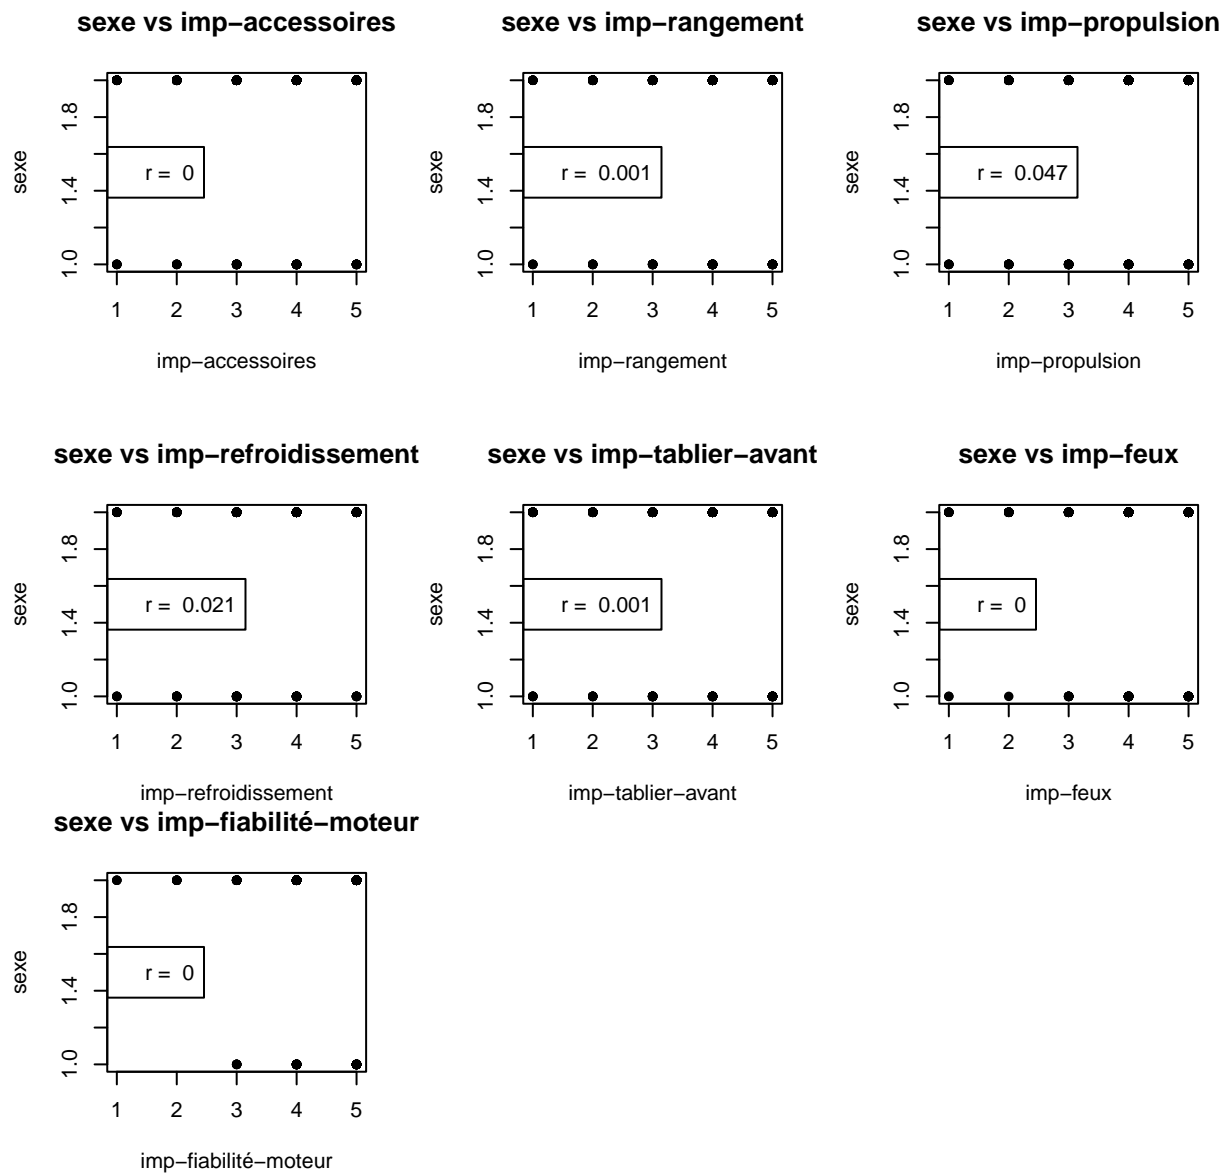 sexe vs imp−accessoires
sexe
1.0 1.4 1.8
r = 0
1 2 3 4 5
imp−accessoires
sexe vs imp−rangement
sexe
1.0 1.4 1.8
r = 0.001
1 2 3 4 5
imp−rangement
sexe vs imp−propulsion
sexe
1.0 1.4 1.8
r = 0.047
1 2 3 4 5
imp−propulsion
sexe vs imp−refroidissement
sexe
1.0 1.4 1.8
r = 0.021
1 2 3 4 5
imp−refroidissement
sexe vs imp−tablier−avant
sexe
1.0 1.4 1.8
r = 0.001
1 2 3 4 5
imp−tablier−avant
sexe vs imp−feux
sexe
1.0 1.4 1.8
r = 0
1 2 3 4 5
imp−feux
sexe vs imp−fiabilité−moteur
sexe
1.0 1.4 1.8
r = 0
1 2 3 4 5
imp−fiabilité−moteur